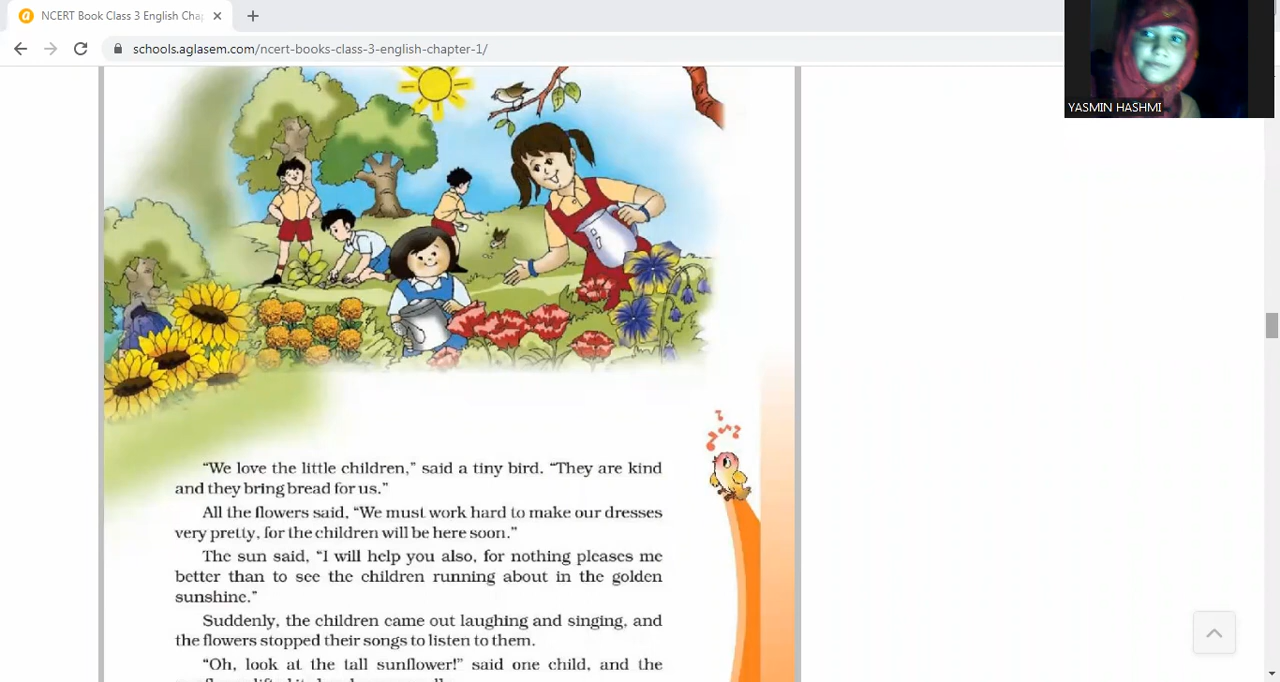 NCERT Book Class 3 English Cha
schools.aglasem.com/ncert-books-class-3-english-chapter-1/
YASMIN HASHMI
“We love the little children,” said a tiny bird. “They are kind
and they bring bread for us.”
All the flowers said, “We must work hard to make our dresses
very pretty, for the children will be here soon.”
The sun said, “I will help you also, for nothing pleases me
better than to see the children running about in the golden
sunshine.”
Suddenly, the children came out laughing and singing, and
the flowers stopped their songs to listen to them.
“Oh, look at the tall sunflower!” said one child, and the